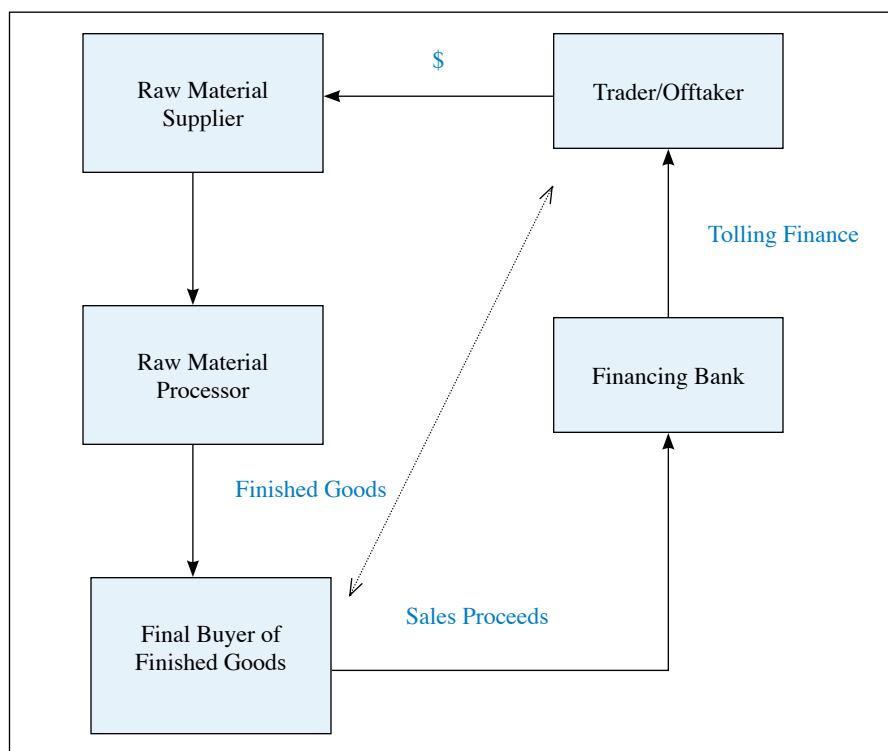 $
Raw Material
Supplier
Trader/Offtaker
Tolling Finance
Raw Material
Processor
Financing Bank
Finished Goods
Sales Proceeds
Final Buyer of
Finished Goods